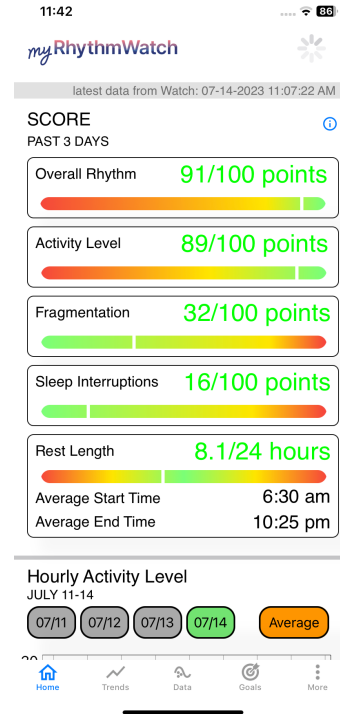 11:42
86
myRhythmWatch
latest data from Watch: 07-14-2023 11:07:22 AM
SCORE
PAST 3 DAYS
Overall Rhythm 91/100 points
Activity Level 89/100 points
Fragmentation 32/100 points
Sleep Interruptions 16/100 points
Rest Length 8.1/24 hours
Average Start Time 6:30 am
Average End Time 10:25 pm
Hourly Activity Level
JULY 11-14
07/11 07/12 07/13 07/14 Average
20
Home Trends Data Goals More